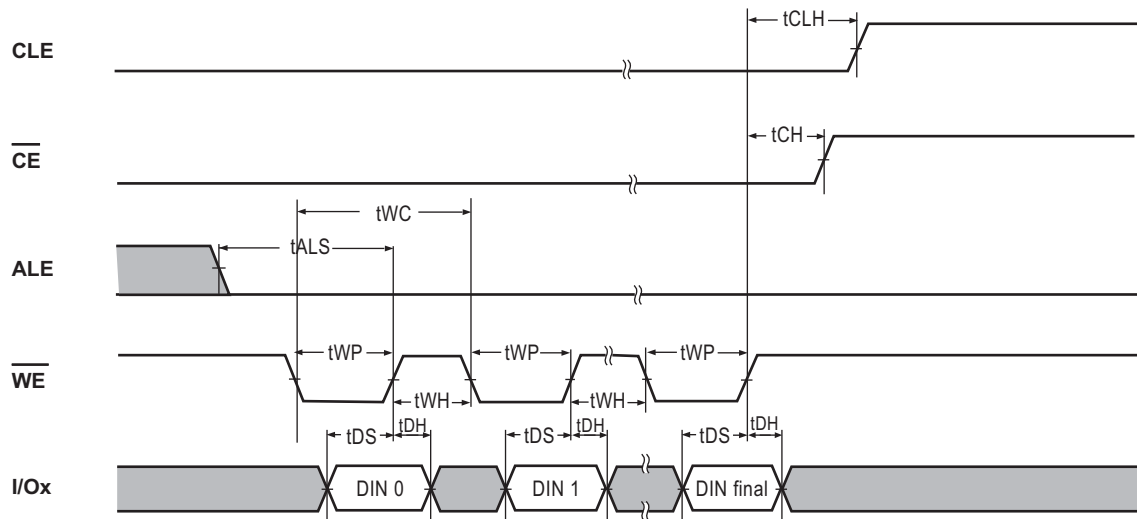 tCLH
CLE
tCH
CE
tWC
tALS
ALE
tWP tWP tWP
WE
tWH tWH
tDS tDH tDS tDH tDS tDH
I/Ox DIN 0 DIN 1 DIN final